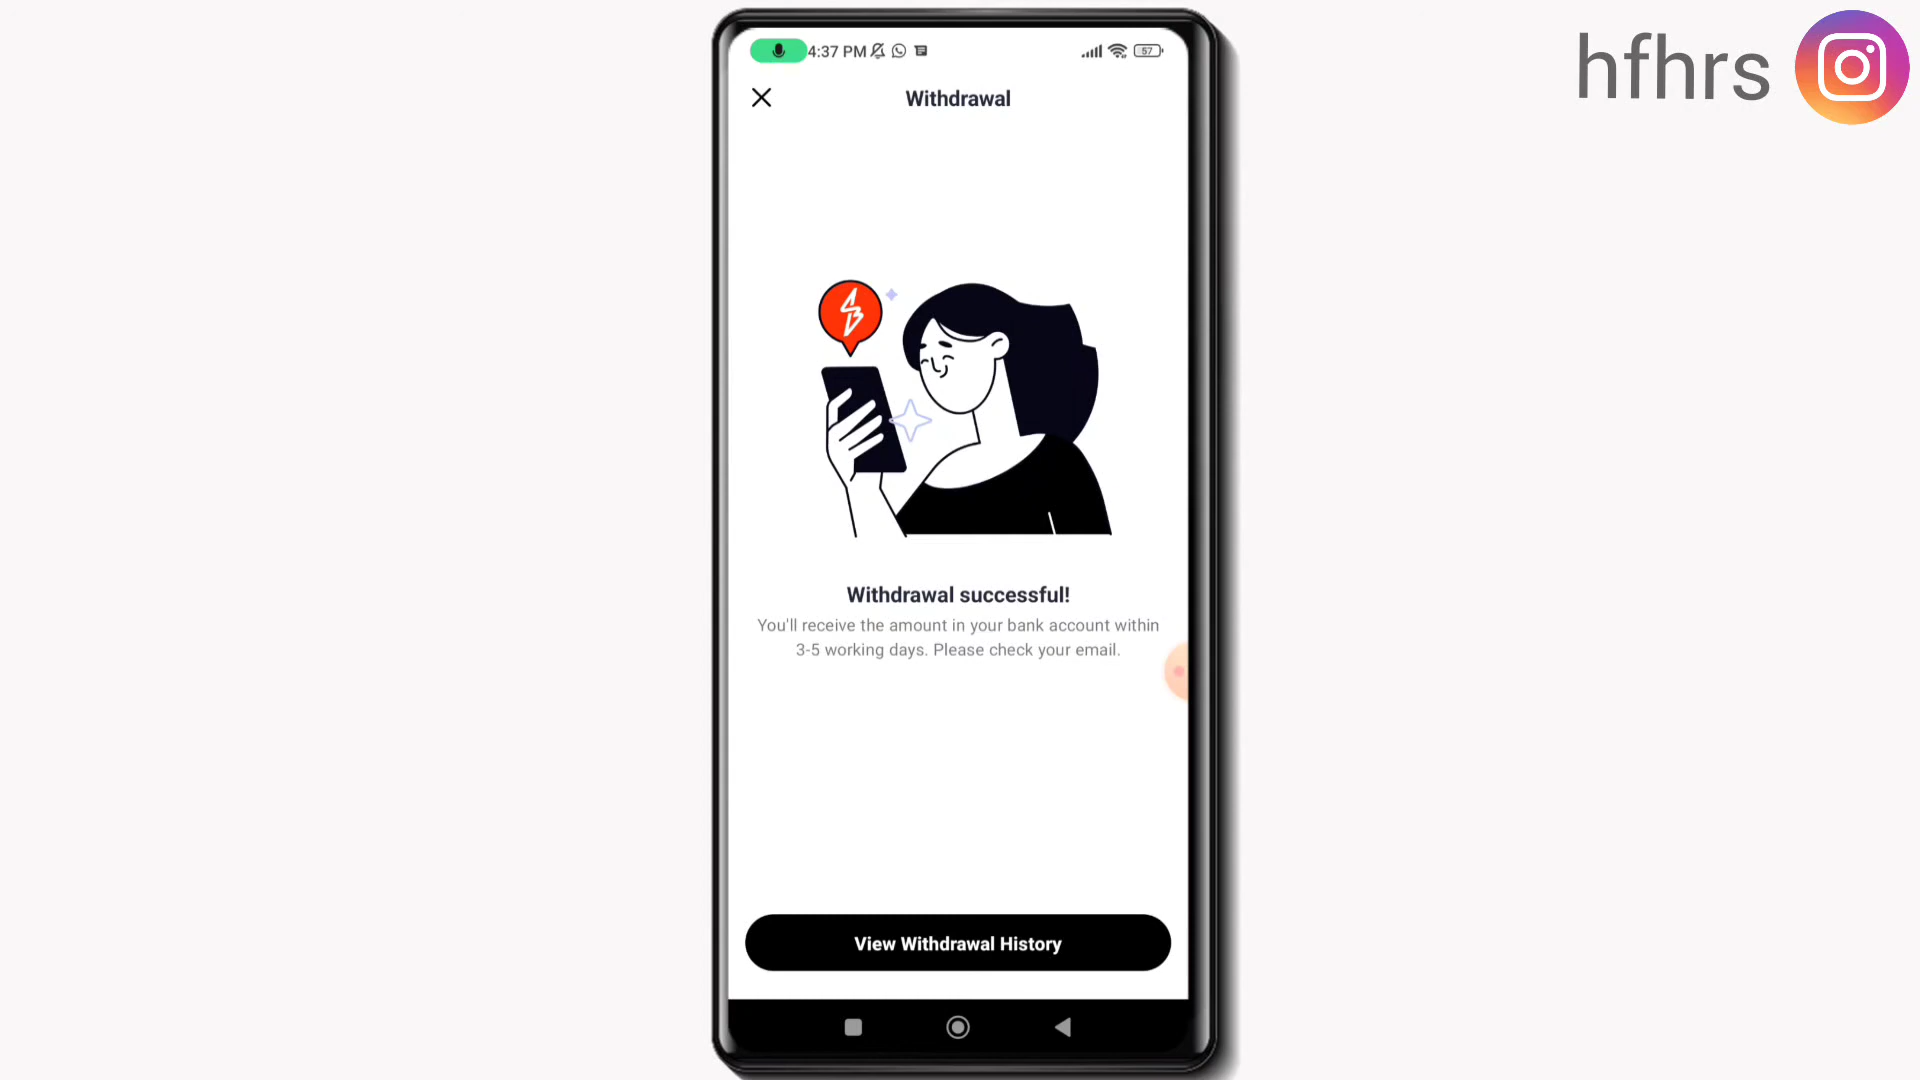 hfhrs
4:37 PM
57
Withdrawal
Withdrawal successful!
You'll receive the amount in your bank account within
3-5 working days. Please check your email.
View Withdrawal History